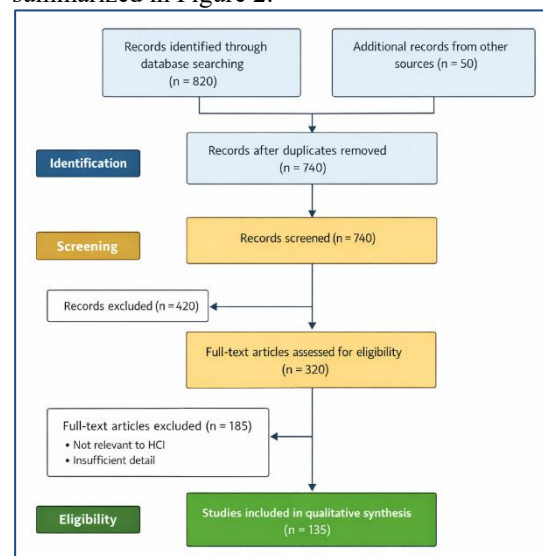 summarized in Figure 2.
Records identified through
database searching
(n = 820)
Additional records from other
sources (n = 50)
Records after duplicates removed
(n = 740)
Identification
Records screened (n = 740)
Screening
Records excluded (n = 420)
Full-text articles assessed for eligibility
(n = 320)
Full-text articles excluded (n = 185)
• Not relevant to HCI
• Insufficient detail
Studies included in qualitative synthesis
(n = 135)
Eligibility